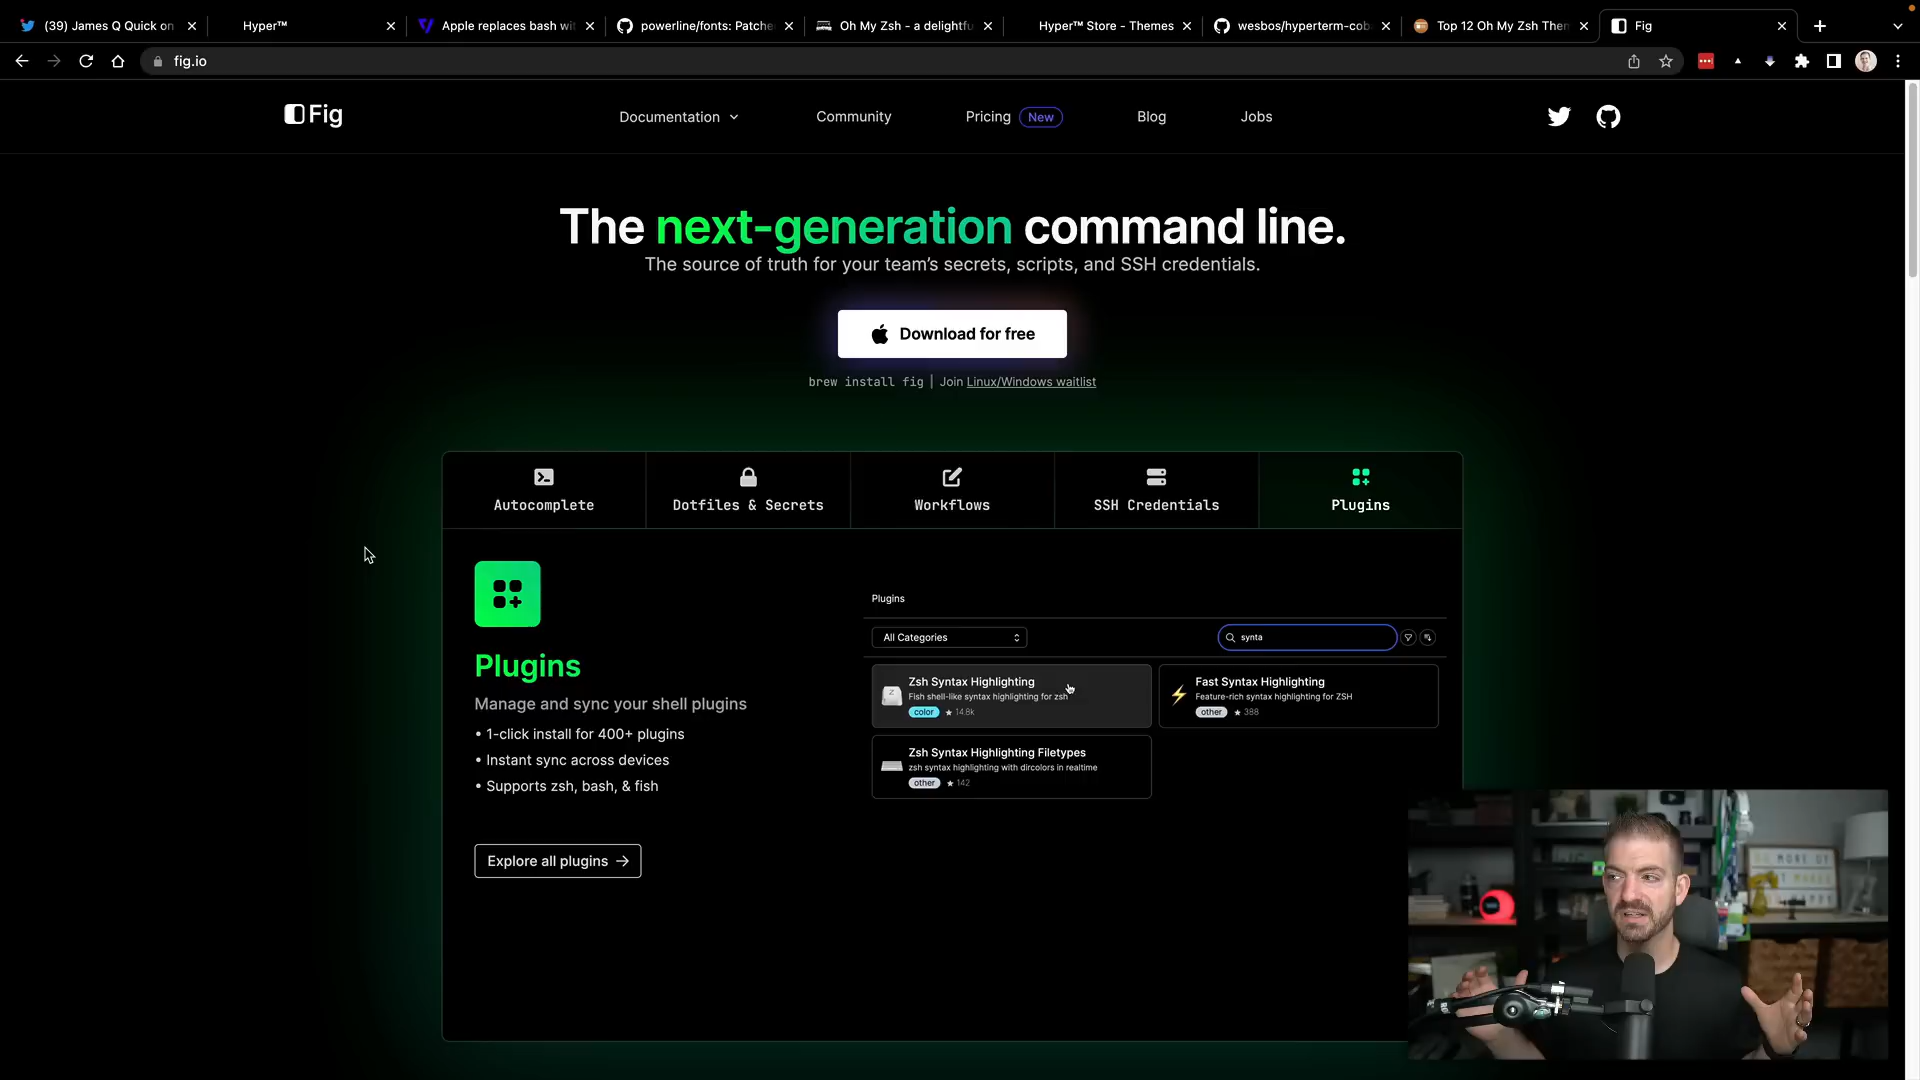 (39) James Q Quick on
Hyper™
Apple replaces bash wi
powerline/fonts: Patche
Oh My Zsh - a delightfu
Hyper™ Store - Themes
wesbos/hyperterm-cob
Top 12 Oh My Zsh Them
Fig
fig.io
Fig
Documentation
Community
Pricing New
Blog
Jobs
The next-generation command line.
The source of truth for your team's secrets, scripts, and SSH credentials.
Download for free
brew install fig | Join Linux/Windows waitlist
Autocomplete
Dotfiles & Secrets
Workflows
SSH Credentials
Plugins
Plugins
Manage and sync your shell plugins
• 1-click install for 400+ plugins
• Instant sync across devices
• Supports zsh, bash, & fish
Explore all plugins →
Plugins
All Categories
synta
Zsh Syntax Highlighting
Fish shell-like syntax highlighting for zsh
color ★ 14.8k
Fast Syntax Highlighting
Feature-rich syntax highlighting for ZSH
other ★ 388
Zsh Syntax Highlighting Filetypes
zsh syntax highlighting with dircolors in realtime
other ★ 142